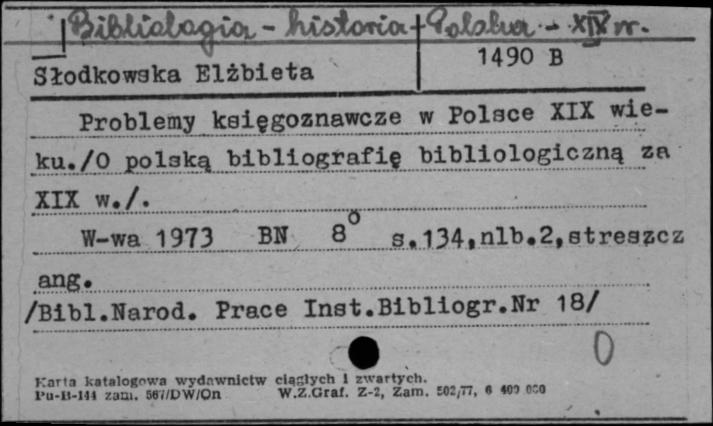 Bibliologia - historia - Polska - XIX w.
1490 B
Słodkowska Elżbieta
Problemy księgoznawcze w Polsce XIX wie-
ku./O polską bibliografię bibliologiczną za
XIX w./.
W-wa 1973 BN 8° s.134,nlb.2,streszcz
ang.
/Bibl.Narod. Prace Inst.Bibliogr.Nr 18/
Karta katalogowa wydawnictw ciągłych i zwartych.
Pu-B-144 zam. 567/DW/On W.Z.Graf. Z-2, Zam. 502/77, 6 400 000